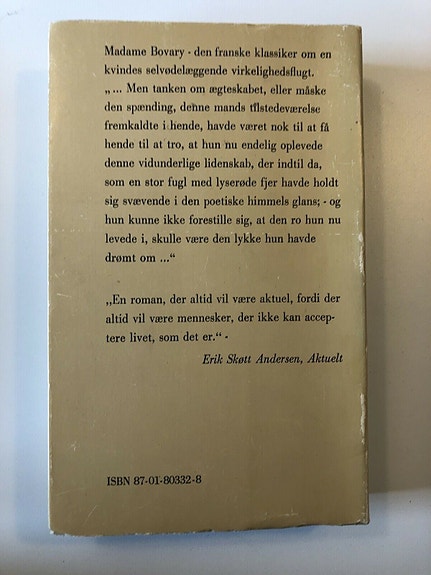 Madame Bovary - den franske klassiker om en
kvindes selvødelæggende virkelighedsflugt.
„ ... Men tanken om ægteskabet, eller måske
den spænding, denne mands tilstedeværelse
fremkaldte i hende, havde været nok til at få
hende til at tro, at hun nu endelig oplevede
denne vidunderlige lidenskab, der indtil da,
som en stor fugl med lyserøde fjer havde holdt
sig svævende i den poetiske himmels glans; - og
hun kunne ikke forestille sig, at den ro hun nu
levede i, skulle være den lykke hun havde
drømt om ...“
„En roman, der altid vil være aktuel, fordi der
altid vil være mennesker, der ikke kan accep-
tere livet, som det er.“ -
Erik Skøtt Andersen, Aktuelt
ISBN 87-01-80332-8